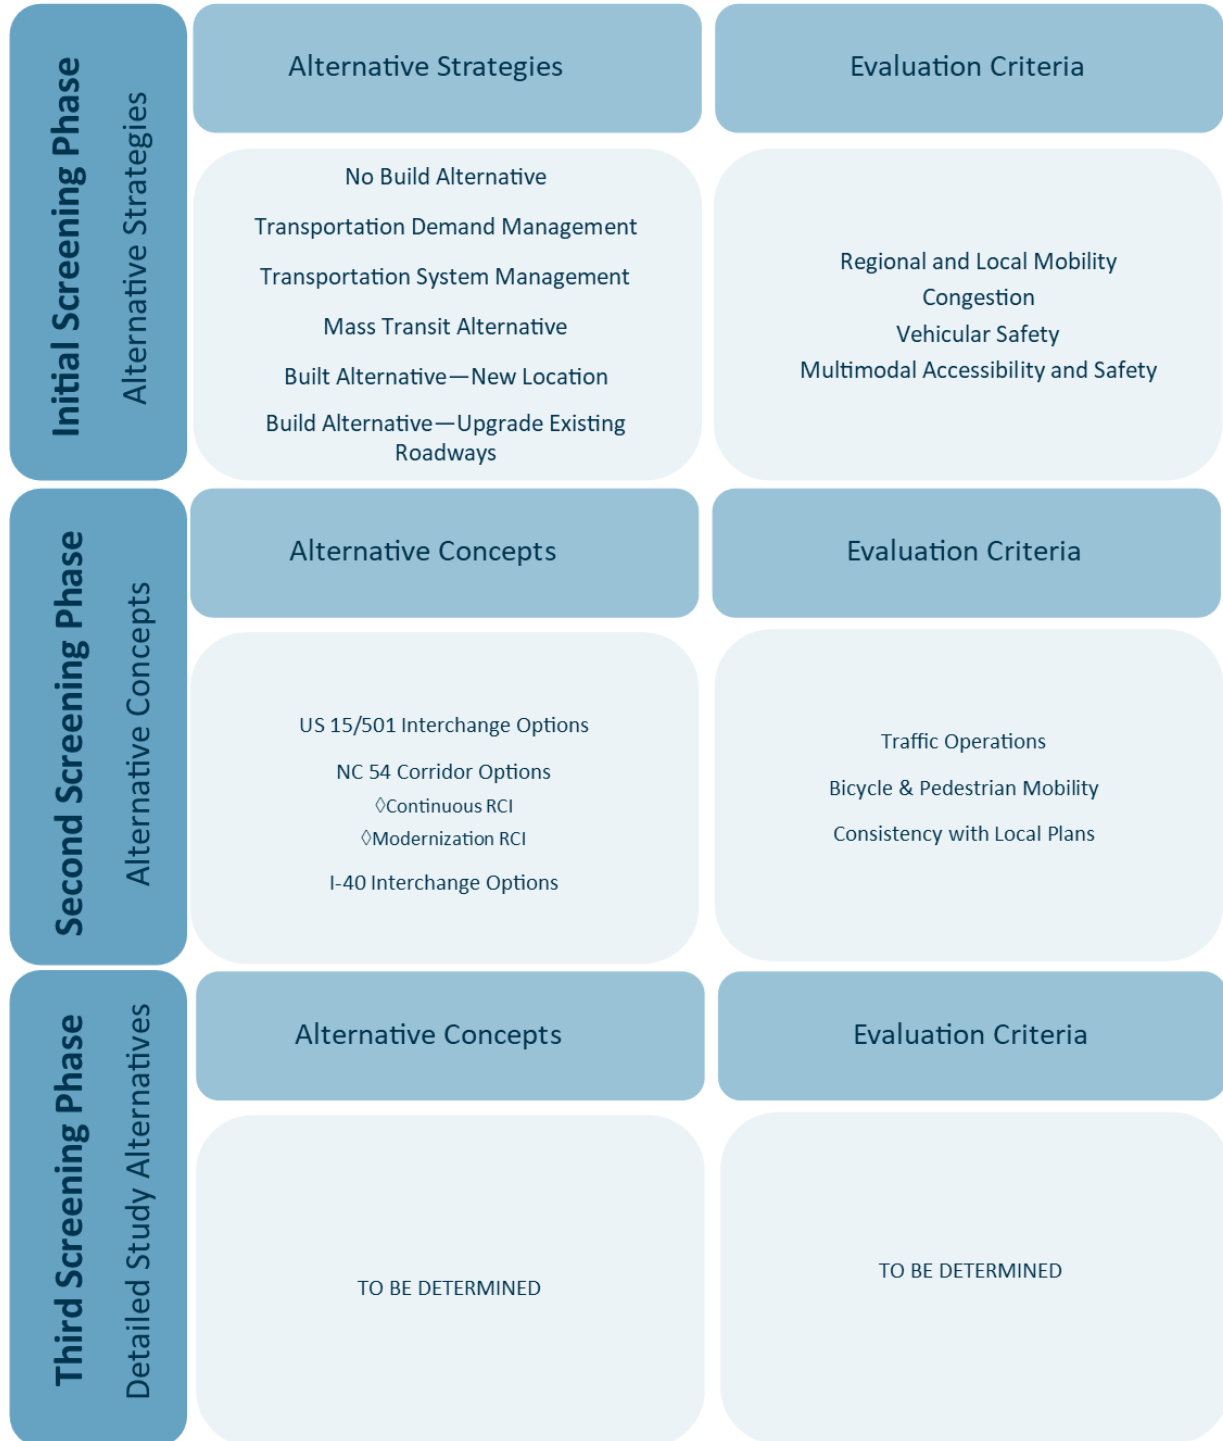 Initial Screening Phase
Alternative Strategies
Alternative Strategies
Evaluation Criteria
No Build Alternative
Transportation Demand Management
Transportation System Management
Mass Transit Alternative
Built Alternative—New Location
Build Alternative—Upgrade Existing
Roadways
Regional and Local Mobility
Congestion
Vehicular Safety
Multimodal Accessibility and Safety
Second Screening Phase
Alternative Concepts
Alternative Concepts
Evaluation Criteria
US 15/501 Interchange Options
NC 54 Corridor Options
◊Continuous RCI
◊Modernization RCI
I-40 Interchange Options
Traffic Operations
Bicycle & Pedestrian Mobility
Consistency with Local Plans
Third Screening Phase
Detailed Study Alternatives
Alternative Concepts
Evaluation Criteria
TO BE DETERMINED
TO BE DETERMINED